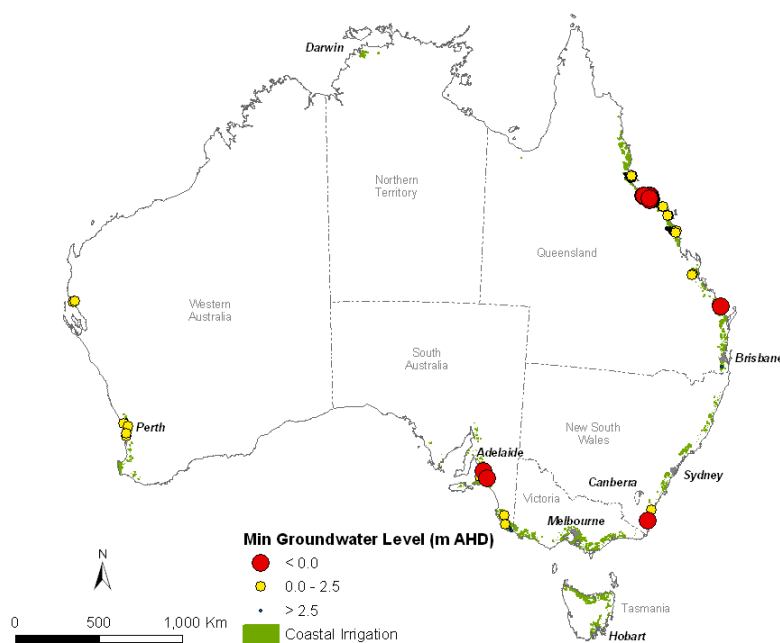 Darwin
Northern
Territory
Queensland
Western
Australia
South
Australia
Brisbane
Perth
New South
Wales
Adelaide
Sydney
Canberra
Victoria
Melbourne
Min Groundwater Level (m AHD)
< 0.0
0.0 - 2.5
> 2.5
Coastal Irrigation
N
0 500 1,000 Km
Tasmania
Hobart